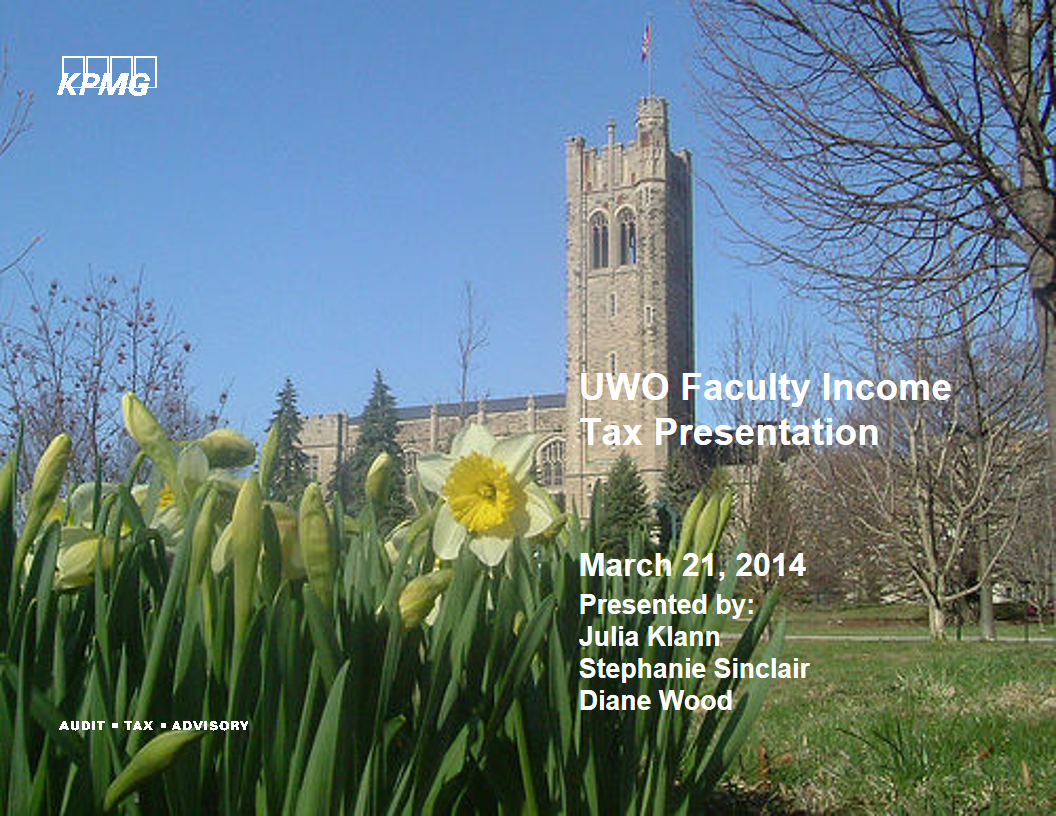 KPMG
UWO Faculty Income
Tax Presentation
March 21, 2014
Presented by:
Julia Klann
Stephanie Sinclair
Diane Wood
AUDIT ▪ TAX ▪ ADVISORY